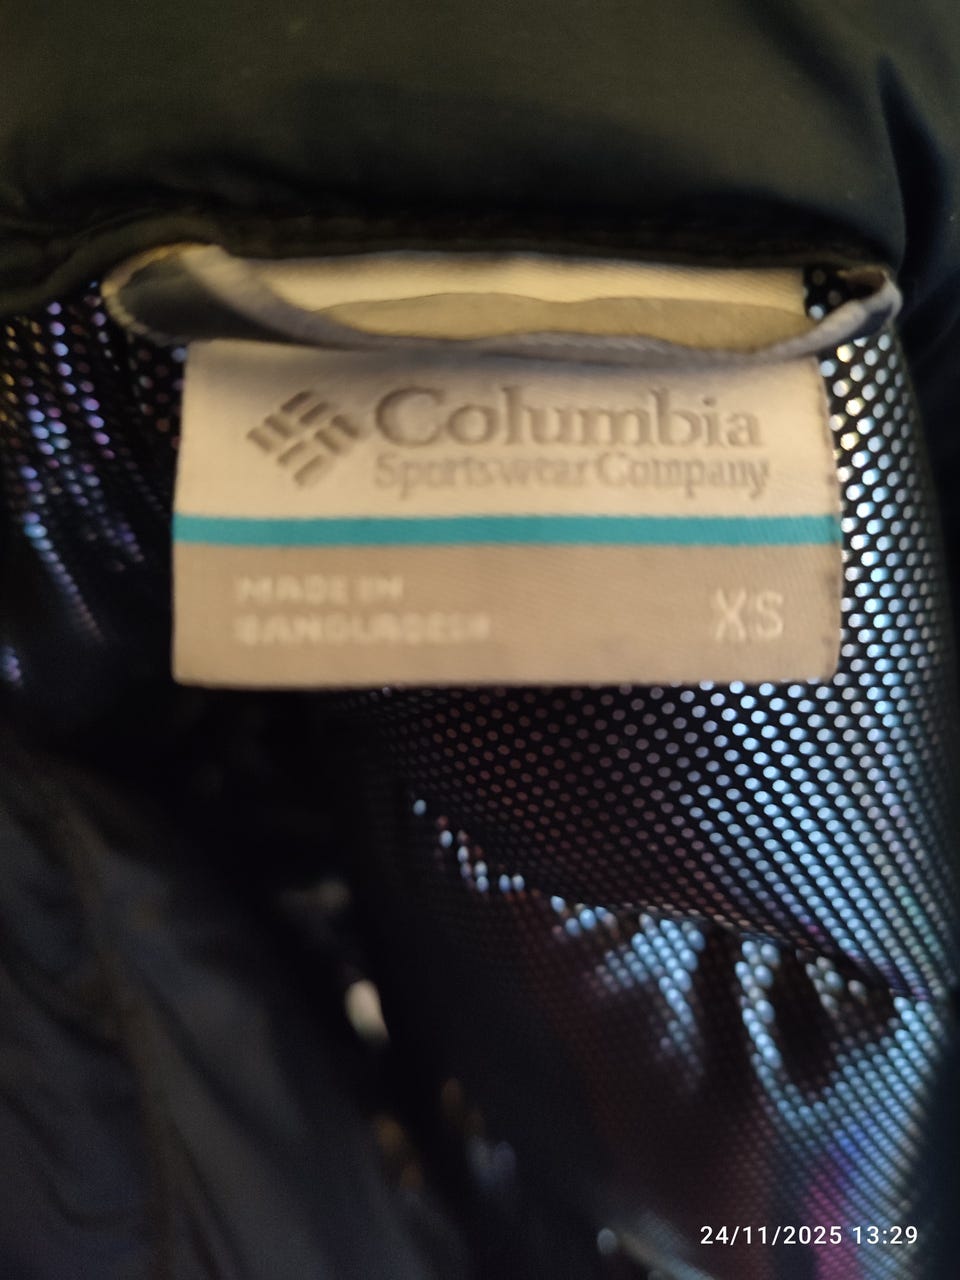 Columbia
Sportswear Company
MADE IN
BANGLADESH
XS
24/11/2025 13:29